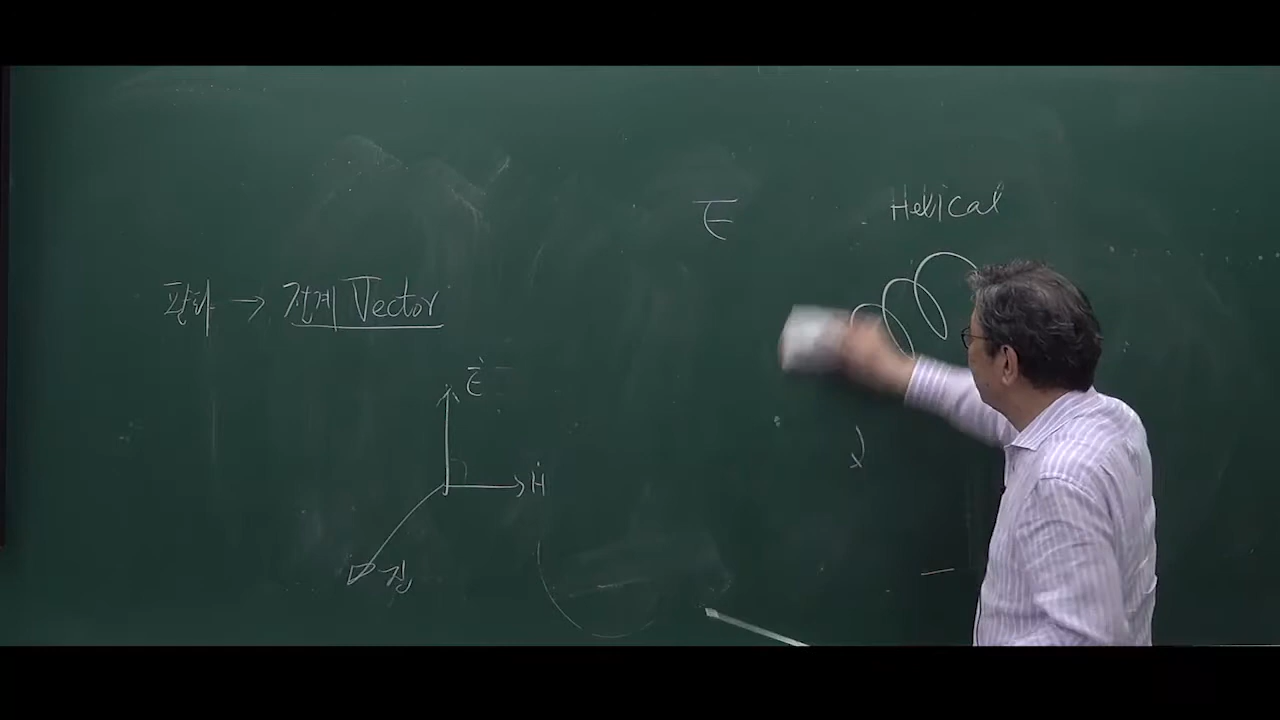 편파 → 전계 Vector
Ė
Ḣ
진
E
Helical